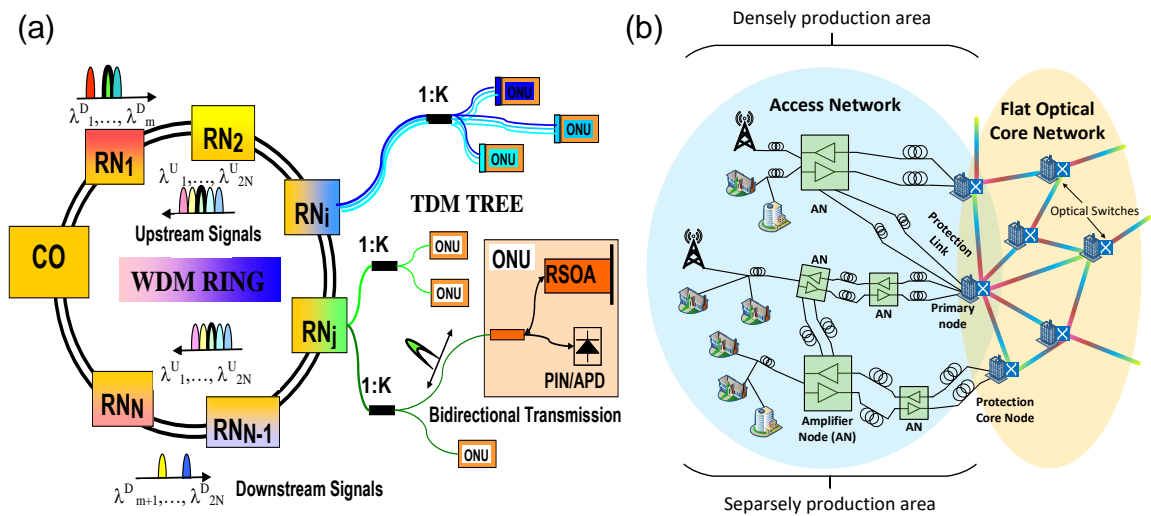 (a)
λᴰ₁,…, λᴰₘ
RN₁
RN₂
λᵁ₁,…, λᵁ₂N
Upstream Signals
CO
WDM RING
RNᵢ
RNⱼ
λᵁ₁,…, λᵁ₂N
RN_N
RN_N-1
λᴰₘ₊₁,…, λᴰ₂N
Downstream Signals
1:K
ONU
ONU
ONU
TDM TREE
1:K
ONU
ONU
1:K
ONU
ONU
RSOA
PIN/APD
Bidirectional Transmission
(b)
Densely production area
Access Network
Flat Optical
Core Network
AN
Protection
Link
Optical Switches
AN
AN
Primary
node
Amplifier
Node (AN)
AN
Protection
Core Node
Separsely production area